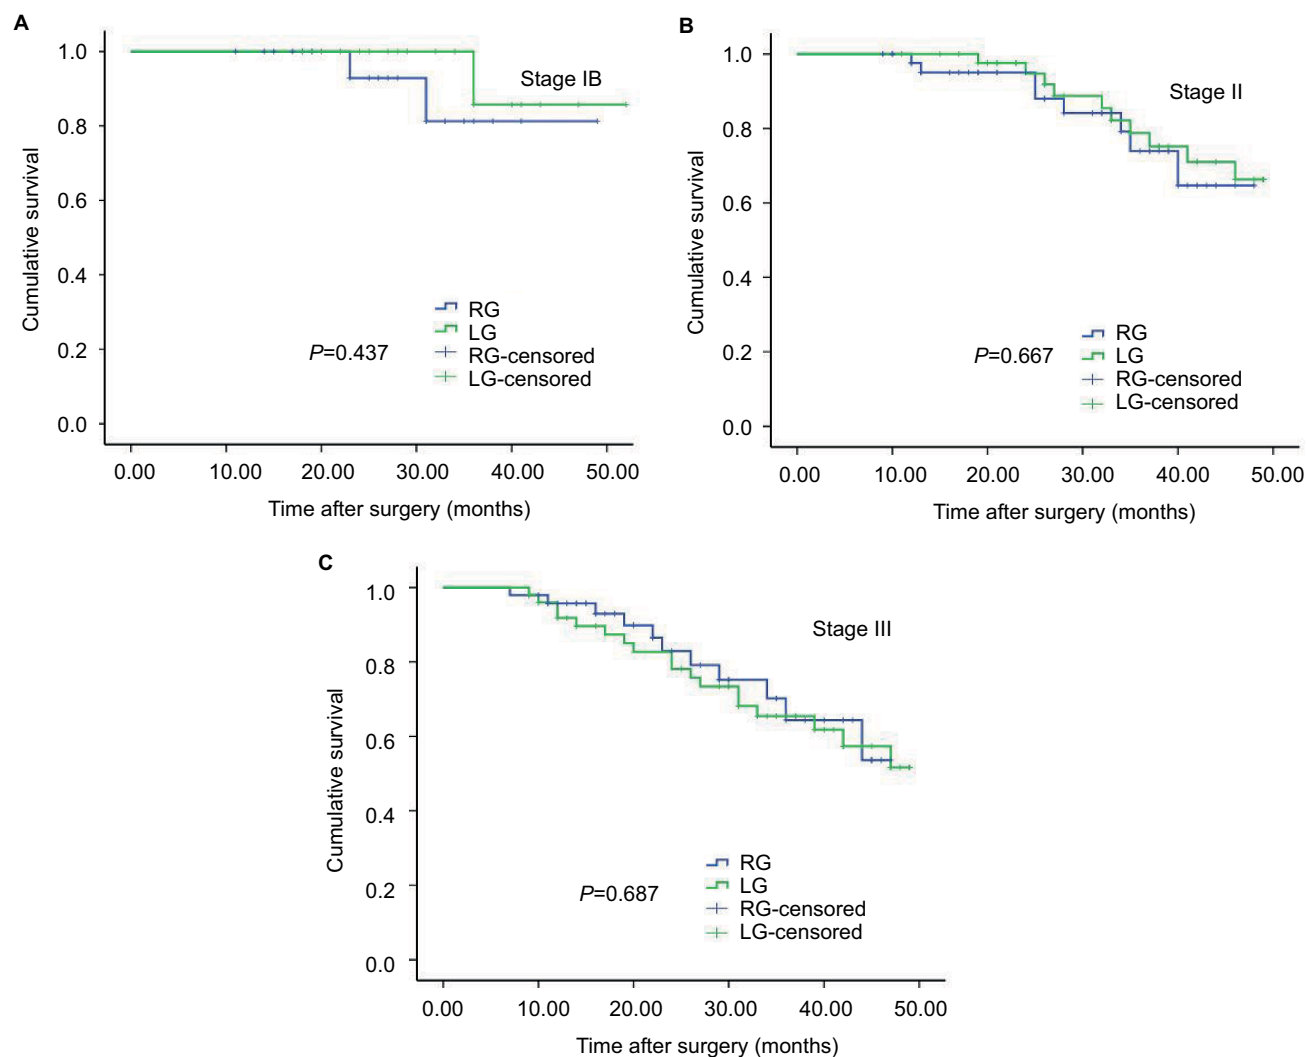 A
1.0
0.8
0.6
0.4
0.2
0.0
Cumulative survival
Stage IB
P=0.437
RG
LG
RG-censored
LG-censored
0.00 10.00 20.00 30.00 40.00 50.00
Time after surgery (months)
B
1.0
0.8
0.6
0.4
0.2
0.0
Cumulative survival
Stage II
P=0.667
RG
LG
RG-censored
LG-censored
0.00 10.00 20.00 30.00 40.00 50.00
Time after surgery (months)
C
1.0
0.8
0.6
0.4
0.2
0.0
Cumulative survival
Stage III
P=0.687
RG
LG
RG-censored
LG-censored
0.00 10.00 20.00 30.00 40.00 50.00
Time after surgery (months)